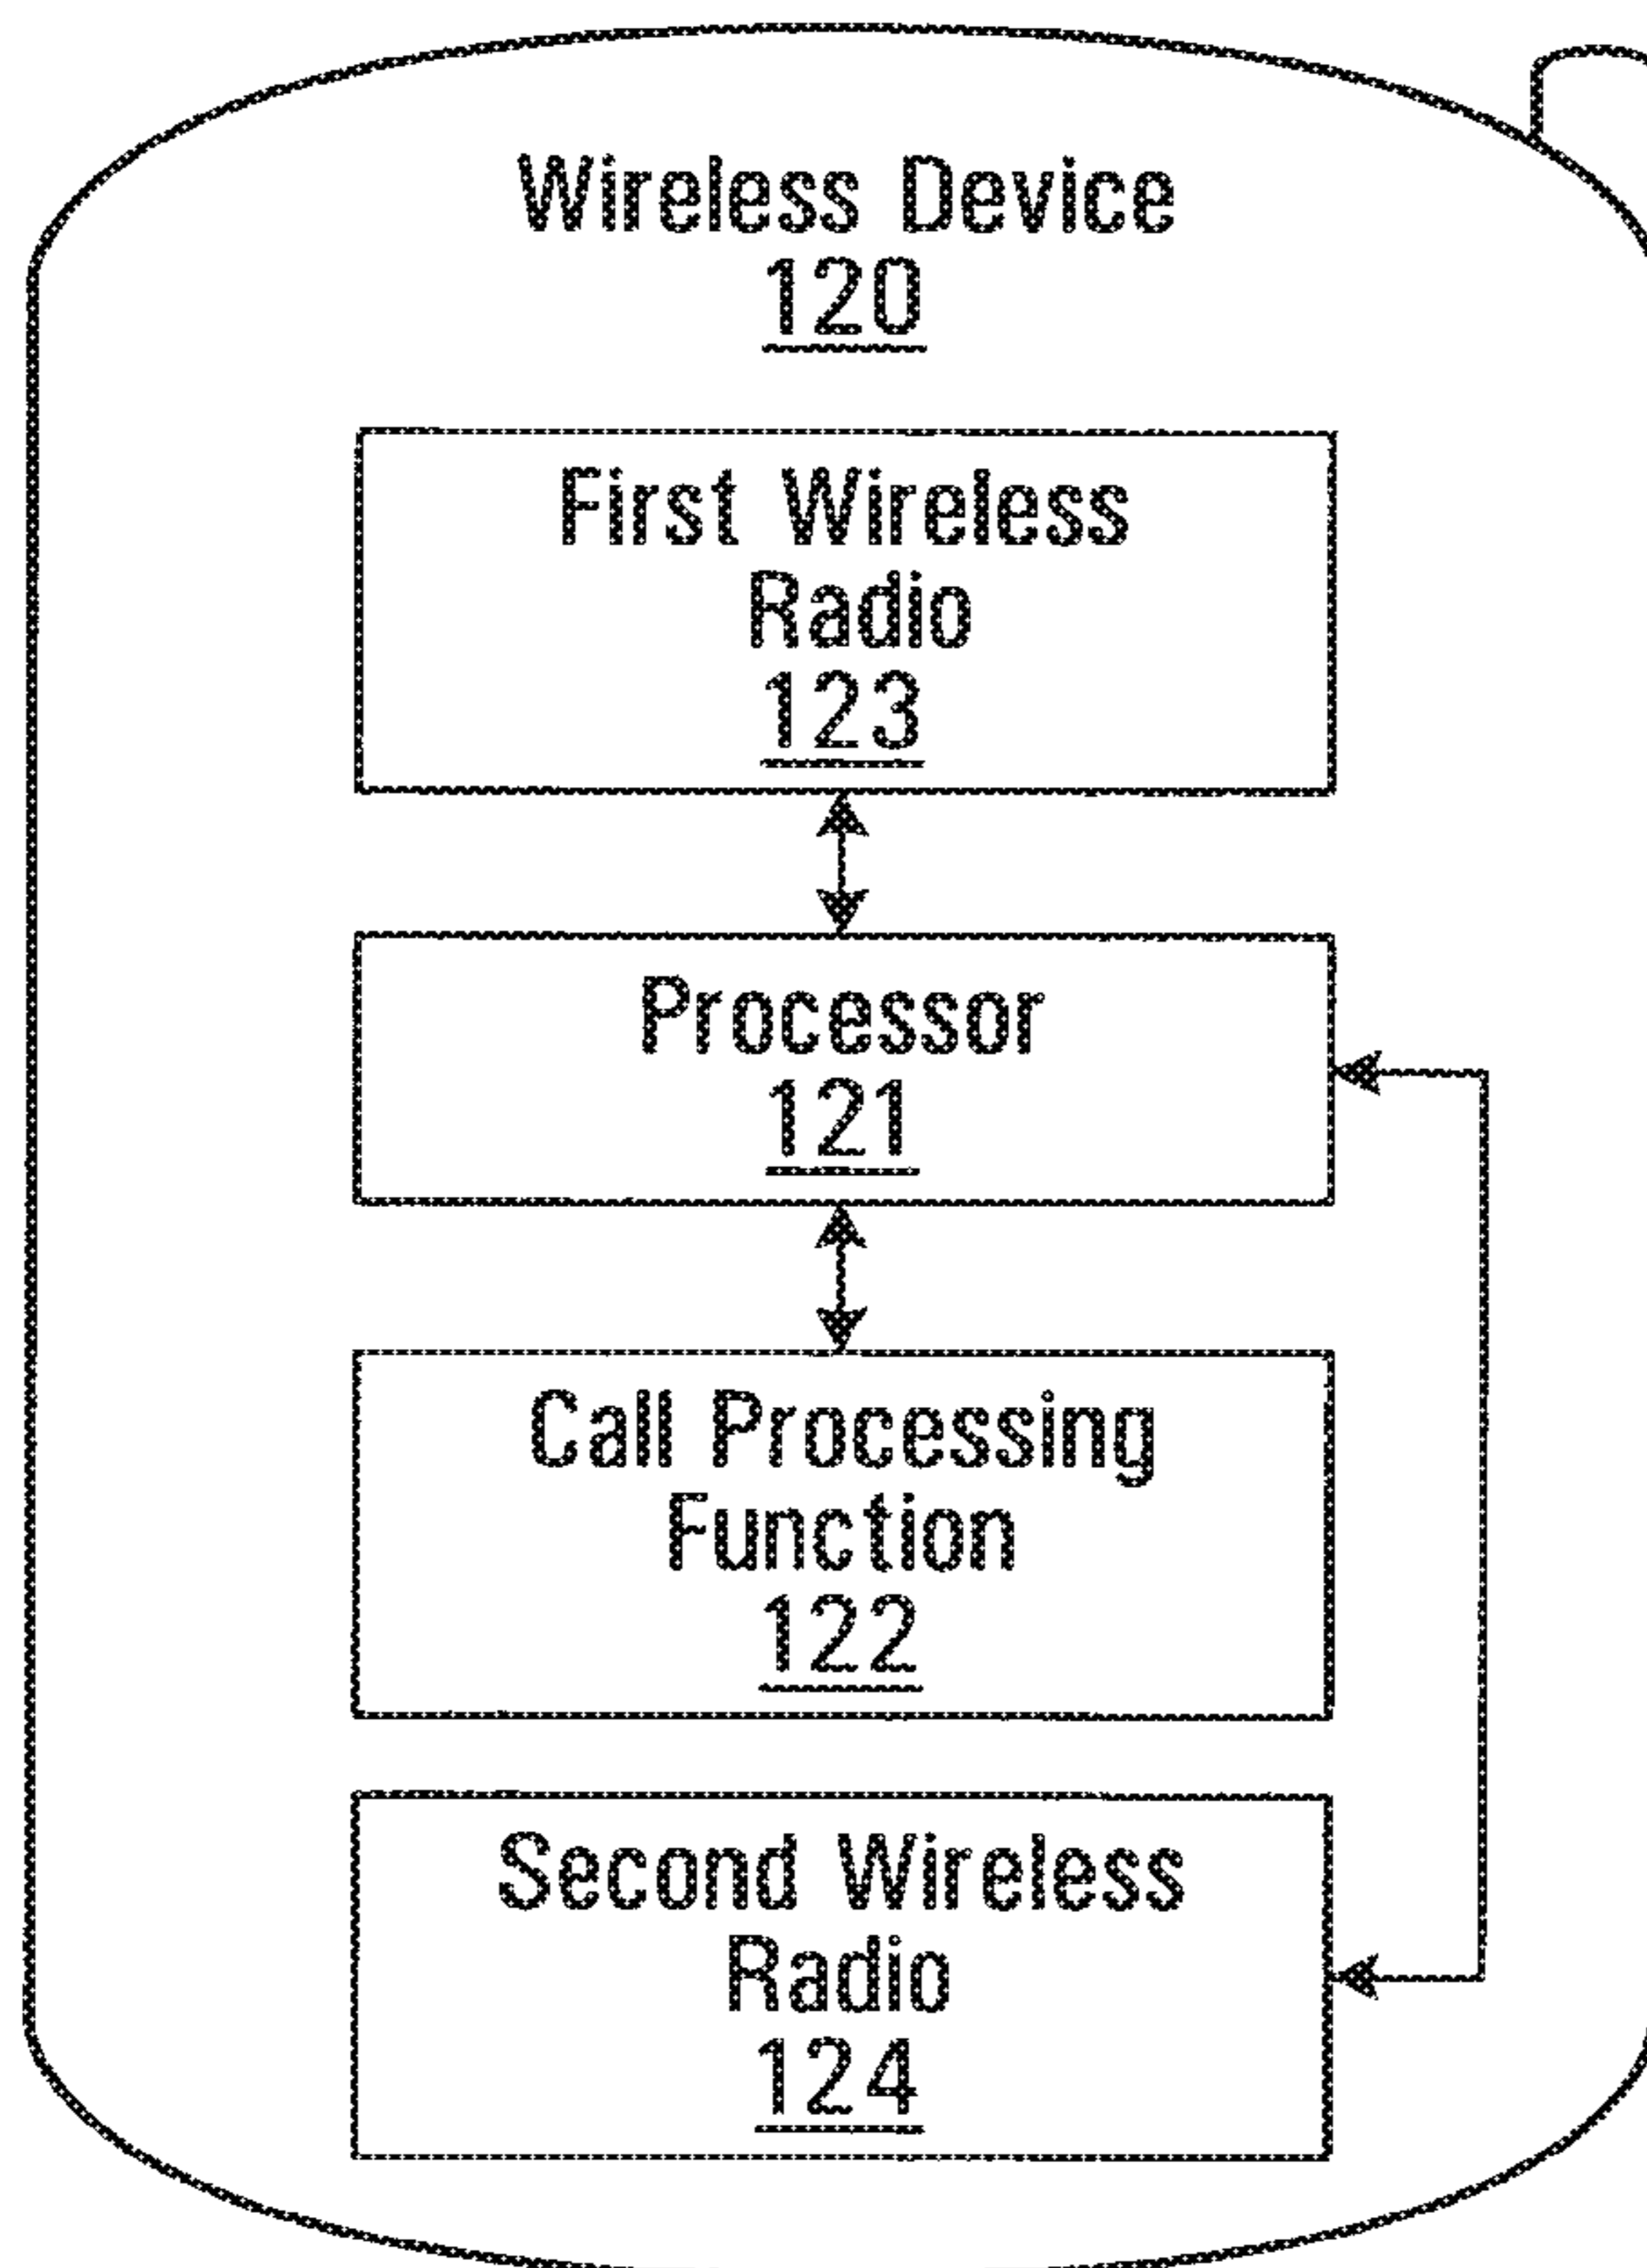 Wireless Device
120
First Wireless
Radio
123
Processor
121
Call Processing
Function
122
Second Wireless
Radio
124